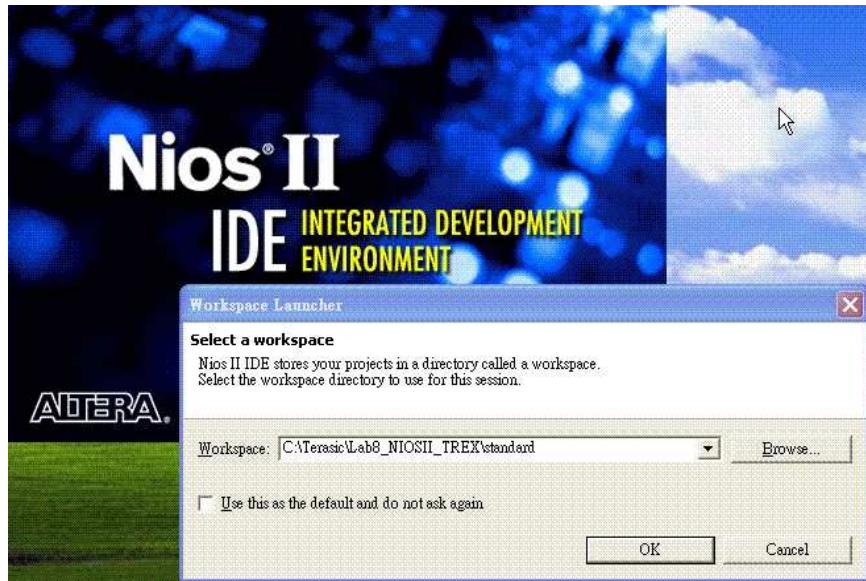 Nios® II
IDE INTEGRATED DEVELOPMENT
ENVIRONMENT
Workspace Launcher
Select a workspace
Nios II IDE stores your projects in a directory called a workspace.
Select the workspace directory to use for this session.
ALTERA.
Workspace: C:\Terasic\Lab8_NIOSII_TREX\standard Browse...
Use this as the default and do not ask again
OK Cancel